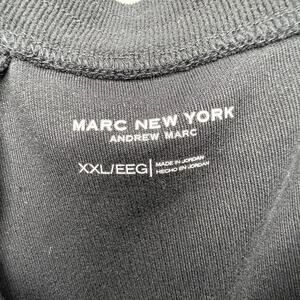 MARC NEW YORK
ANDREW MARC
XXL/EEG| MADE IN JORDAN
HECHO EN JORDAN